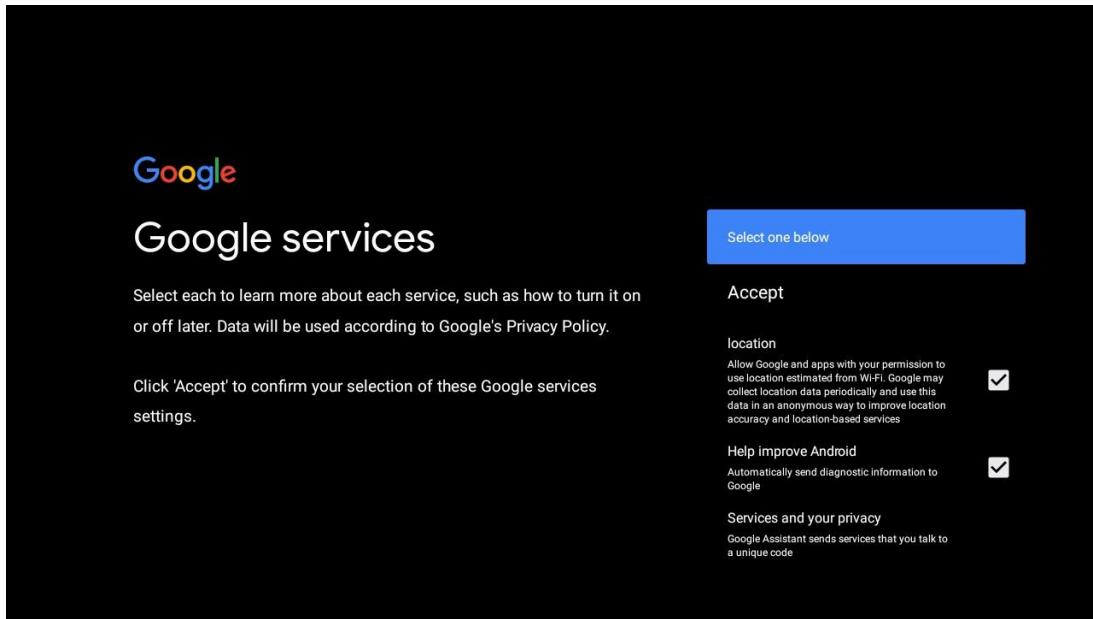 Google
Google services
Select each to learn more about each service, such as how to turn it on
or off later. Data will be used according to Google's Privacy Policy.
Click 'Accept' to confirm your selection of these Google services
settings.
Select one below
Accept
location
Allow Google and apps with your permission to
use location estimated from Wi-Fi. Google may
collect location data periodically and use this
data in an anonymous way to improve location
accuracy and location-based services
Help improve Android
Automatically send diagnostic information to
Google
Services and your privacy
Google Assistant sends services that you talk to
a unique code